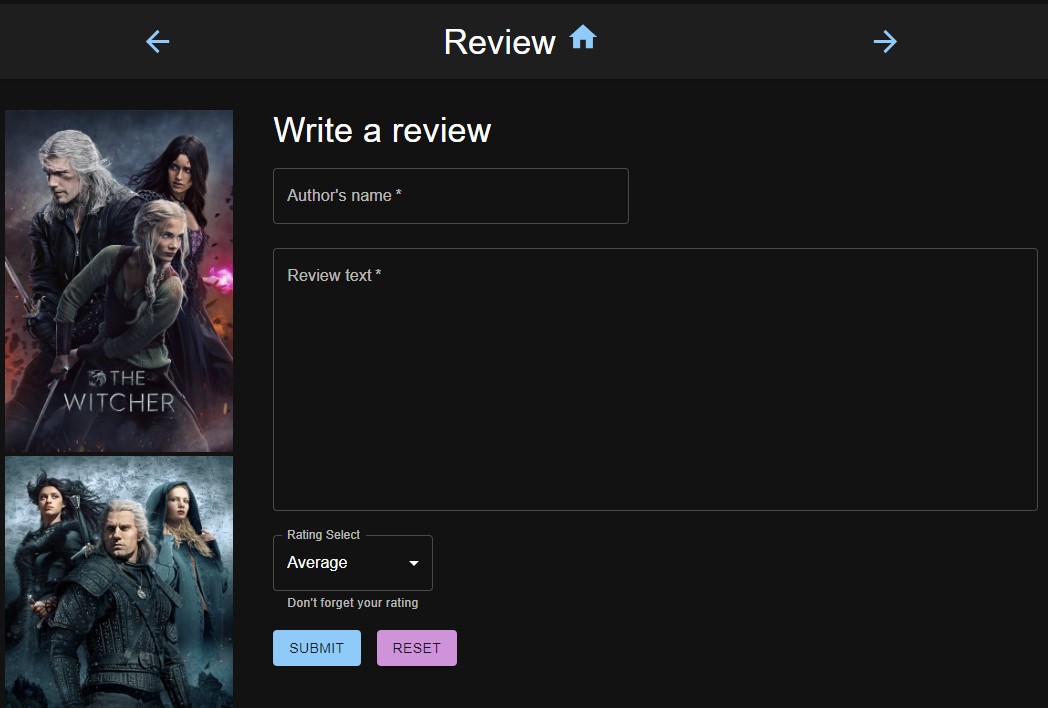 Review
THE
WITCHER
Write a review
Author's name *
Review text *
Rating Select
Average
Don't forget your rating
SUBMIT
RESET